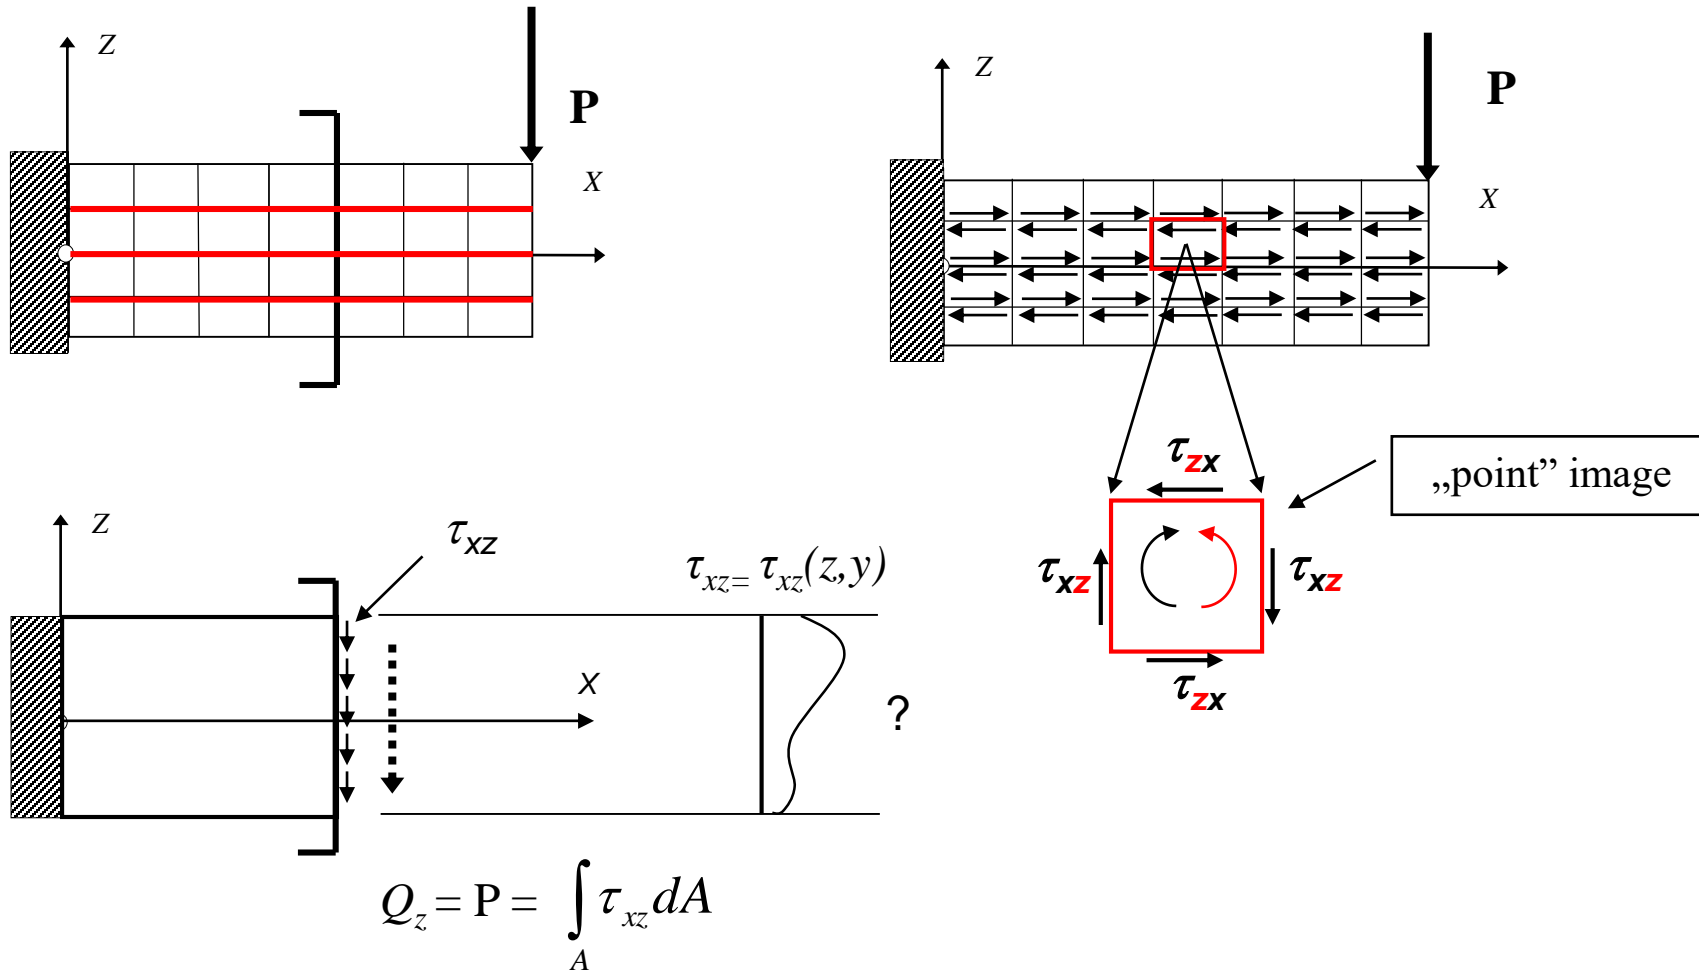 Z
P
X
Z
P
X
τzx
„point” image
τxz
τxz
τzx
Z
τxz
τxz= τxz(z,y)
X
?
Qz = P = ∫A τxz dA